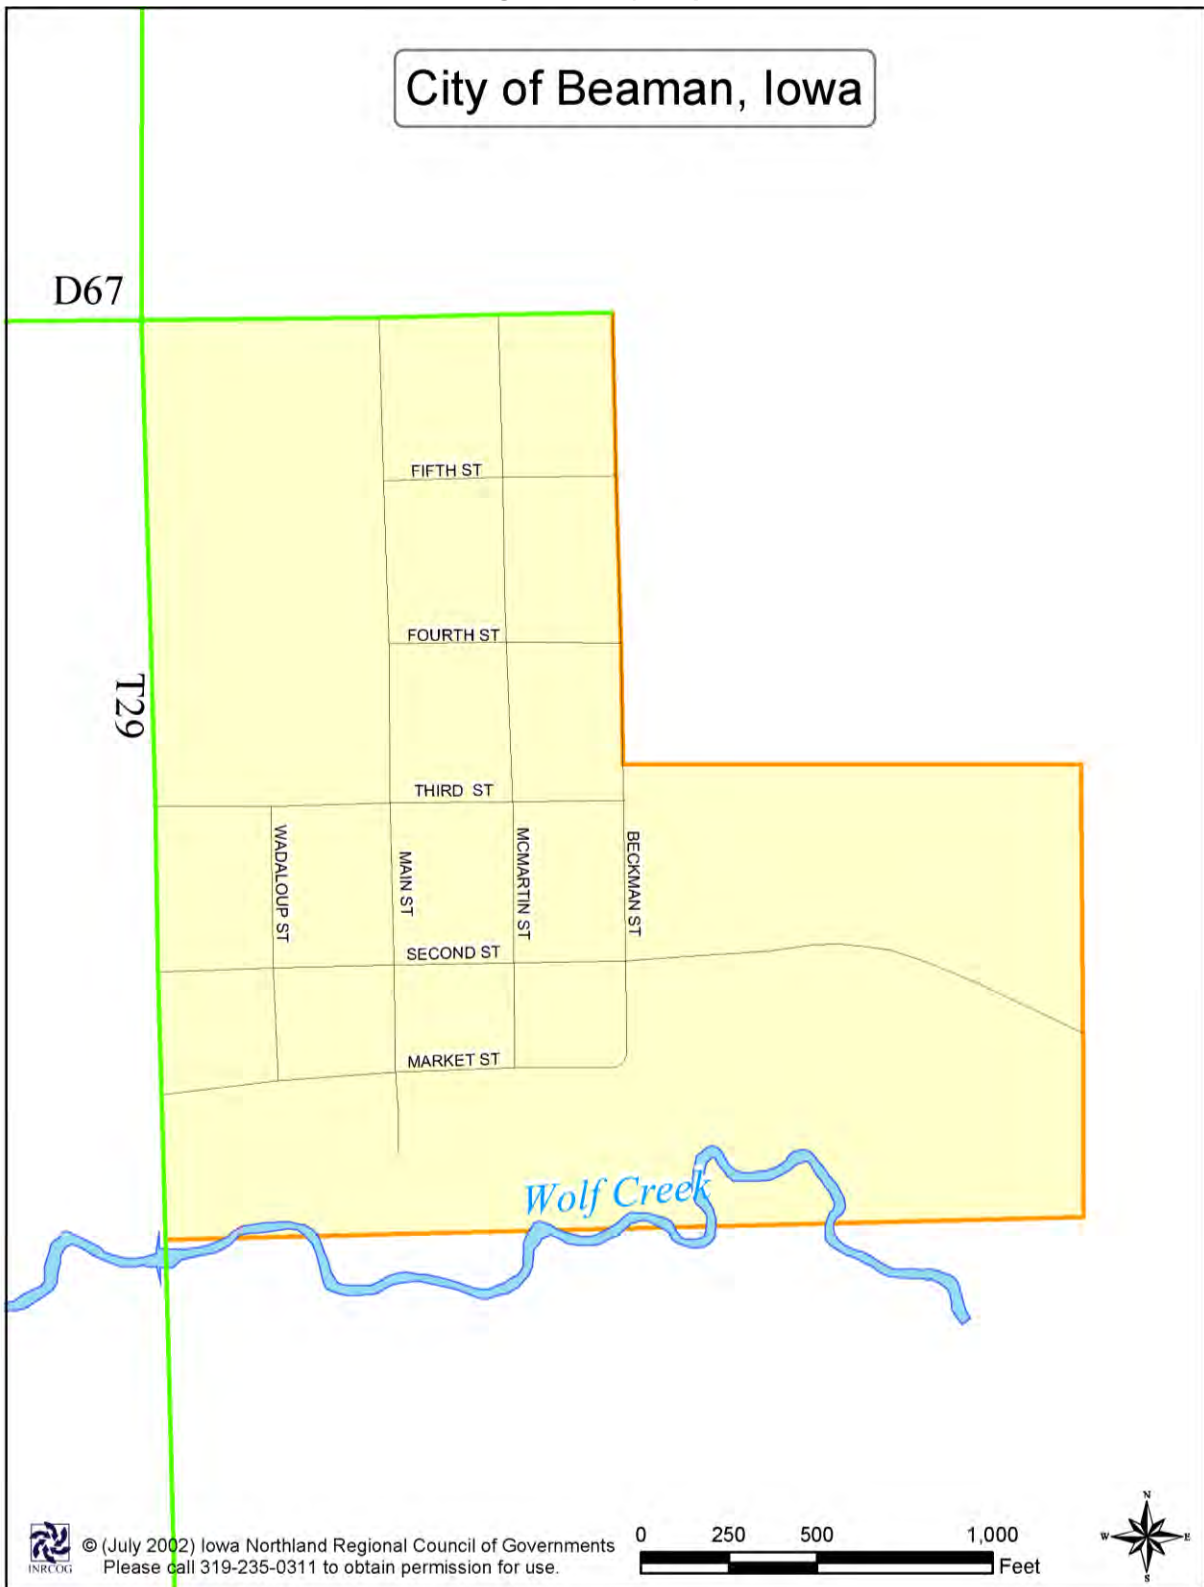 City of Beaman, Iowa
D67
FIFTH ST
FOURTH ST
T29
THIRD ST
WADALOUP ST
MAIN ST
MCMARTIN ST
BECKMAN ST
SECOND ST
MARKET ST
Wolf Creek
INRCOG
© (July 2002) Iowa Northland Regional Council of Governments
Please call 319-235-0311 to obtain permission for use.
0 250 500 1,000
Feet
N
W E
S